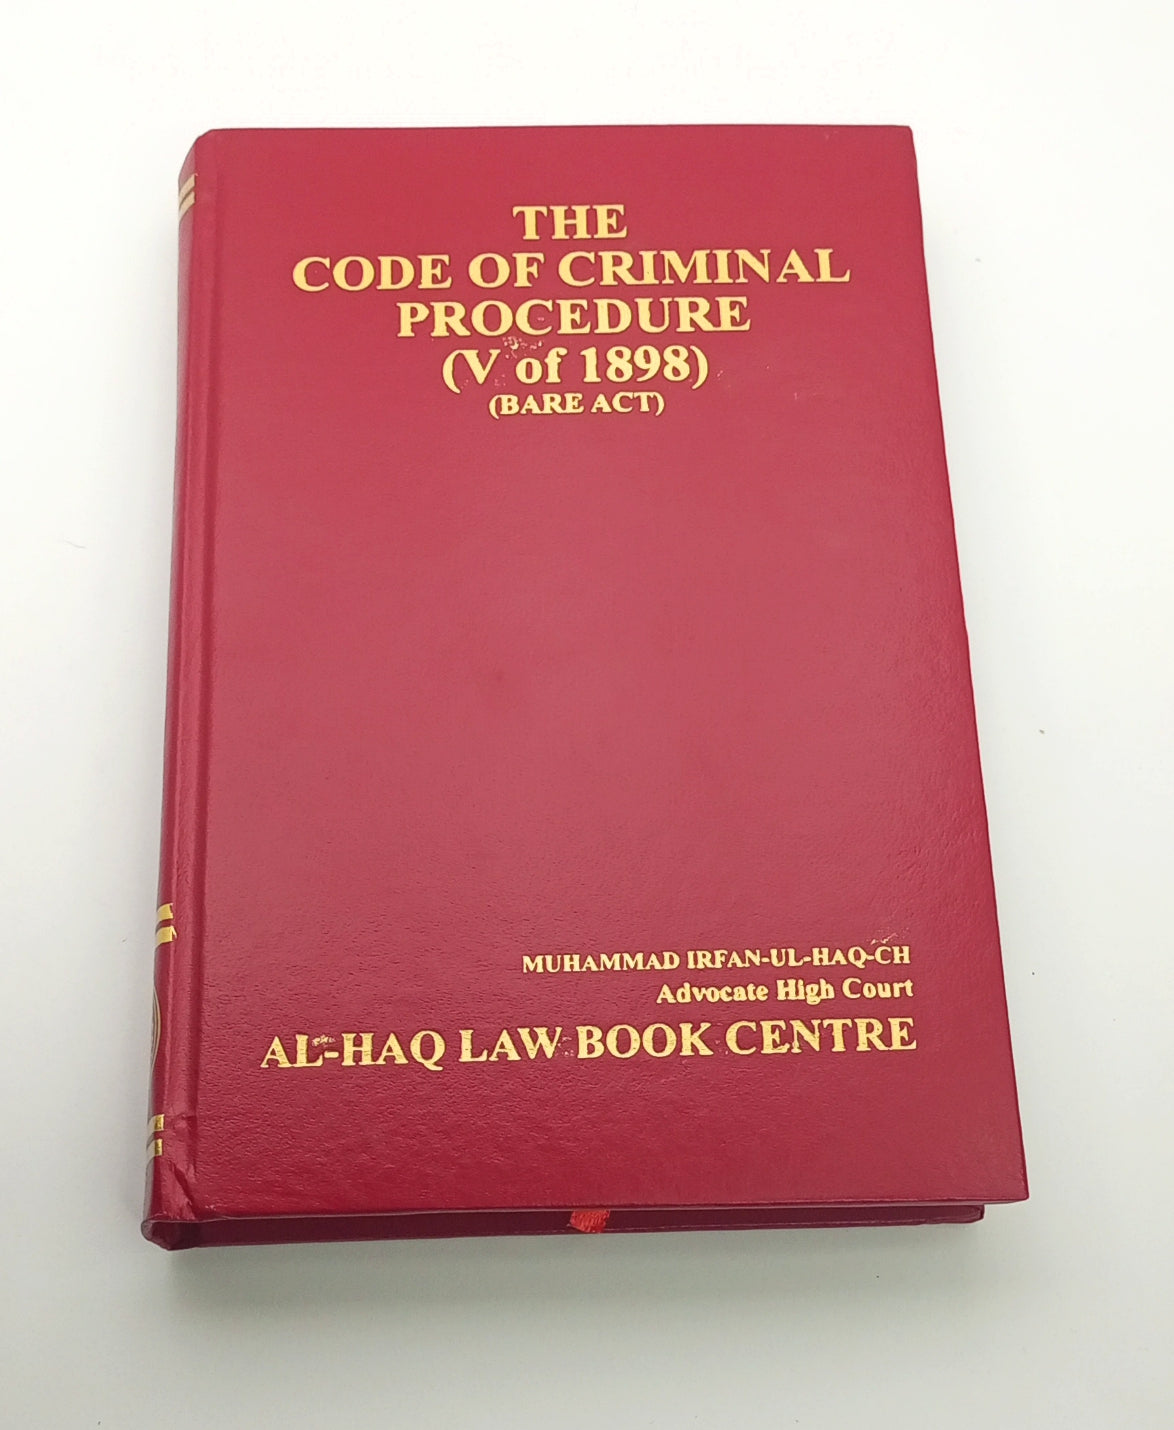 THE
CODE OF CRIMINAL
PROCEDURE
(V of 1898)
(BARE ACT)
MUHAMMAD IRFAN-UL-HAQ-CH
Advocate High Court
AL-HAQ LAW BOOK CENTRE